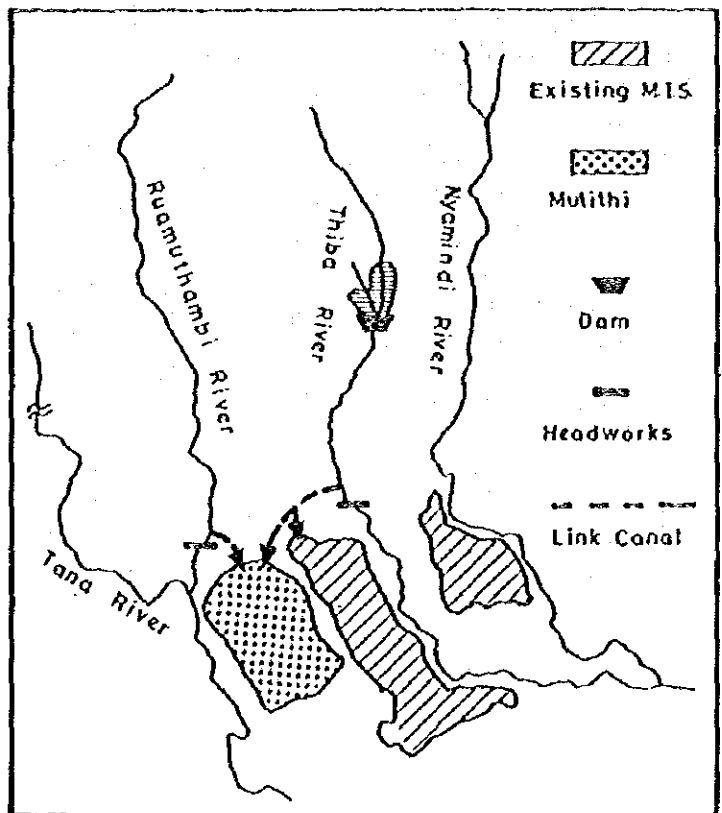 Existing M.I.S.
Mutithi
Dam
Headworks
Link Canal
Ruamuthambi River
Thiba River
Nyamindi River
Tana River